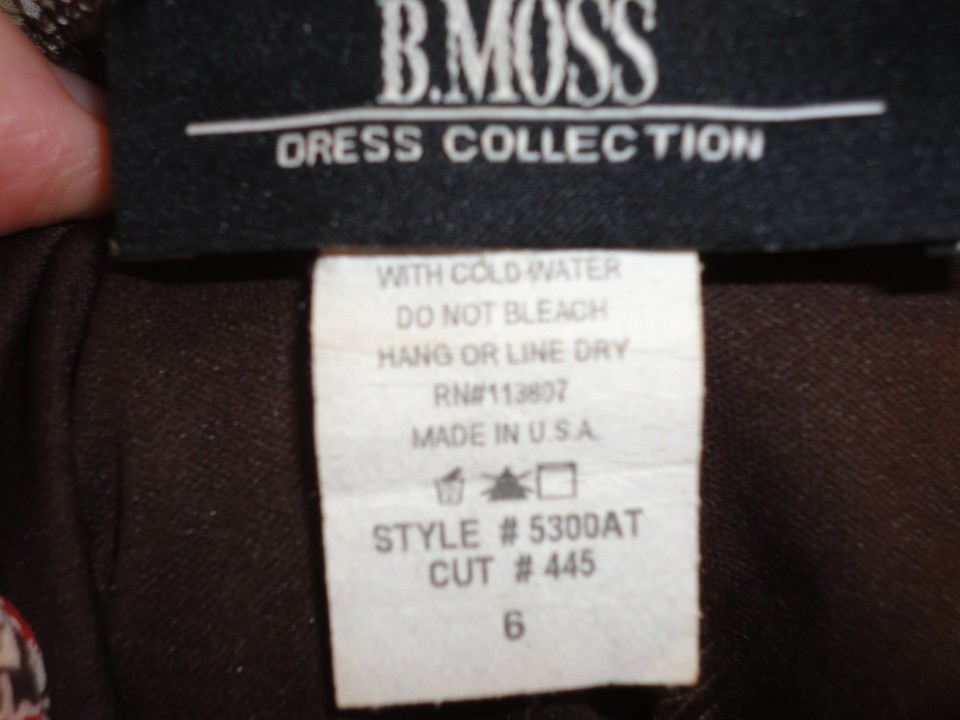 B.MOSS
DRESS COLLECTION
WITH COLD WATER
DO NOT BLEACH
HANG OR LINE DRY
RN#113807
MADE IN U.S.A.
STYLE # 5300AT
CUT # 445
6